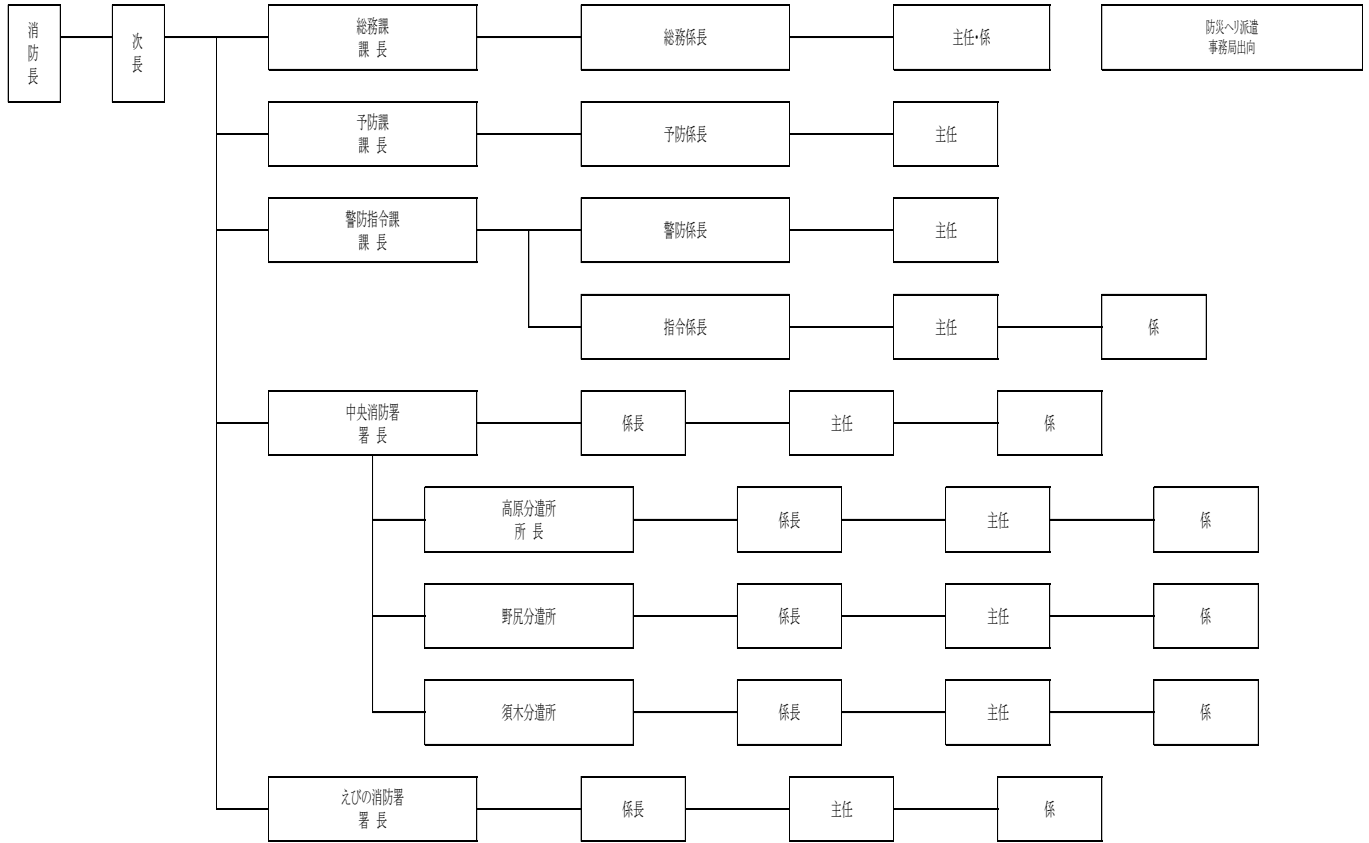 消防長
次長
総務課
課 長
総務係長
主任・係
防災ヘリ派遣
事務局出向
予防課
課 長
予防係長
主任
警防指令課
課 長
警防係長
主任
指令係長
主任
係
中央消防署
署 長
係長
主任
係
高原分遣所
所 長
係長
主任
係
野尻分遣所
係長
主任
係
須木分遣所
係長
主任
係
えびの消防署
署 長
係長
主任
係